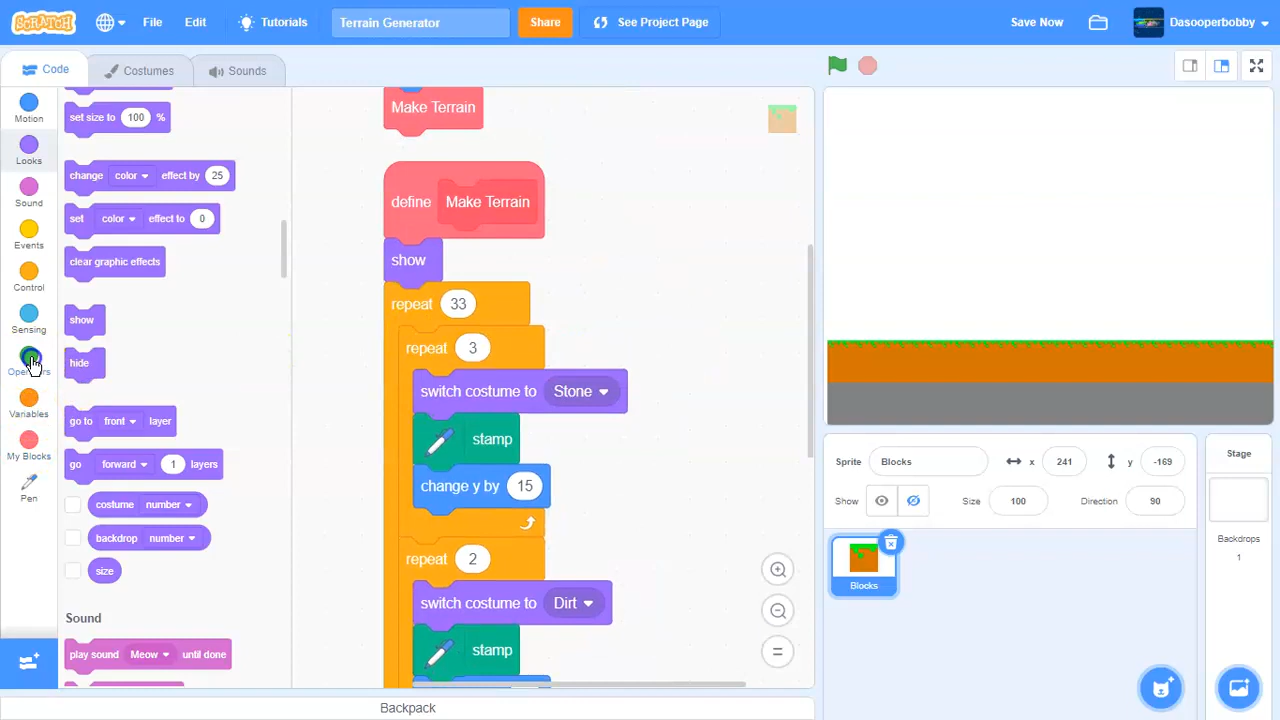 SCRATCH File Edit Tutorials Terrain Generator Share See Project Page Save Now Dasooperbobby
Code Costumes Sounds
Motion
Looks
Sound
Events
Control
Sensing
Variables
My Blocks
Pen
set size to 100 %
change color effect by 25
set color effect to 0
clear graphic effects
show
hide
go to front layer
go forward 1 layers
costume number
backdrop number
size
Sound
play sound Meow until done
Make Terrain
define Make Terrain
show
repeat 33
repeat 3
switch costume to Stone
stamp
change y by 15
repeat 2
switch costume to Dirt
stamp
Backpack
Sprite Blocks x 241 y -169
Show Size 100 Direction 90
Blocks
Stage
Backdrops
1